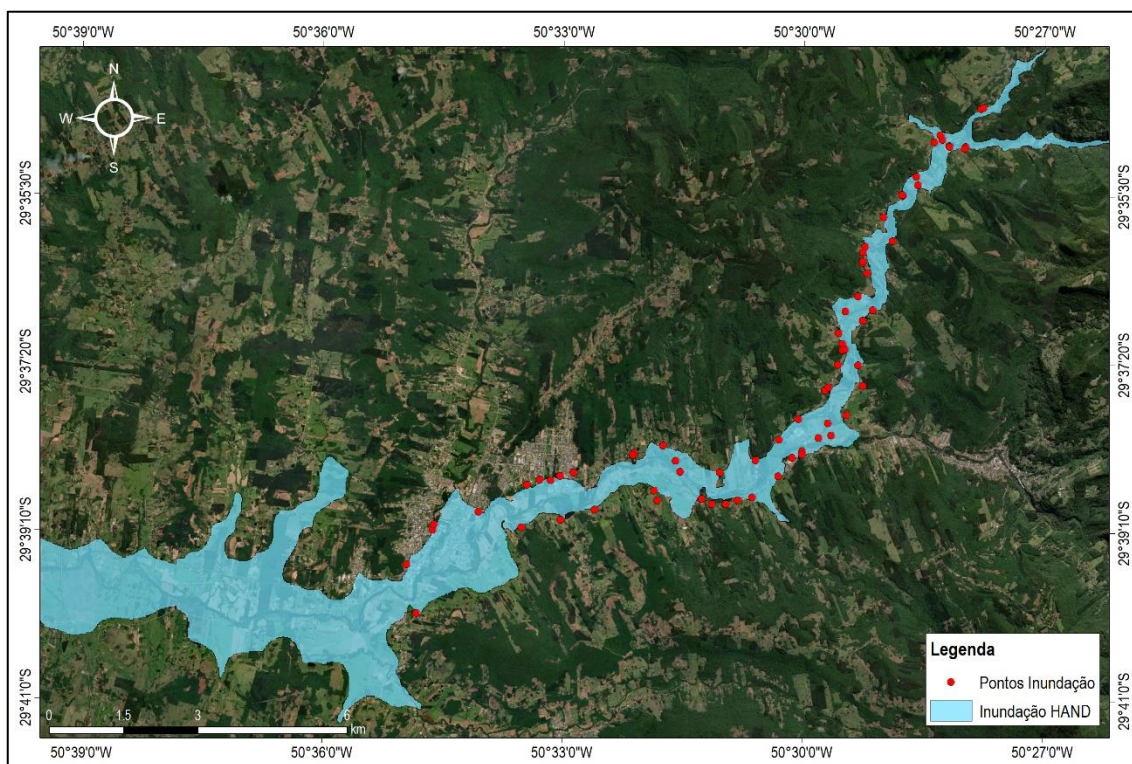 50°39'0"W 50°36'0"W 50°33'0"W 50°30'0"W 50°27'0"W
N
W E
S
29°35'30"S 29°35'30"S
29°37'20"S 29°37'20"S
29°39'10"S 29°39'10"S
29°41'0"S 29°41'0"S
Legenda
Pontos Inundação
Inundação HAND
0 1.5 3 6
km
50°39'0"W 50°36'0"W 50°33'0"W 50°30'0"W 50°27'0"W